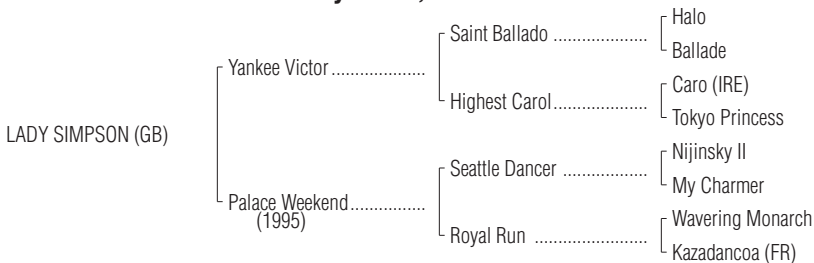 Halo
Saint Ballado ....................
Ballade
Yankee Victor ....................
Caro (IRE)
Highest Carol ....................
Tokyo Princess
LADY SIMPSON (GB)
Nijinsky II
Seattle Dancer ..................
My Charmer
Palace Weekend ................
(1995)
Wavering Monarch
Royal Run ........................
Kazadancoa (FR)